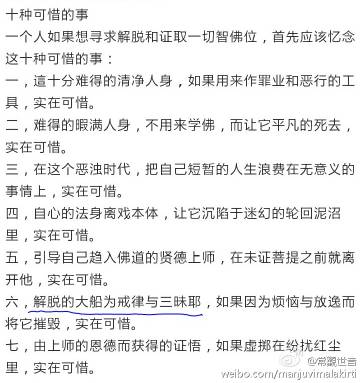 十种可惜的事
一个人如果想寻求解脱和证取一切智佛位，首先应该忆念
这十种可惜的事：
一，這十分难得的清净人身，如果用来作罪业和恶行的工
具，实在可惜。
二，难得的暇满人身，不用来学佛，而让它平凡的死去，
实在可惜。
三，在这个恶浊时代，把自己短暂的人生浪费在无意义的
事情上，实在可惜。
四，自心的法身离戏本体，让它沉陷于迷幻的轮回泥沼
里，实在可惜。
五，引导自己趋入佛道的贤德上师，在未证菩提之前就离
开他，实在可惜。
六，解脱的大船为戒律与三昧耶，如果因为烦恼与放逸而
将它摧毁，实在可惜。
七，由上师的恩德而获得的证悟，如果虚掷在纷扰红尘
里，实在可惜。
@常观世音
weibo.com/manjuvimalakirti